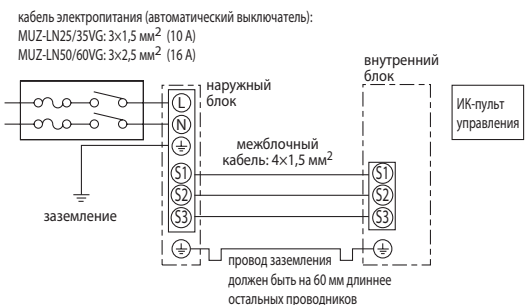 кабель электропитания (автоматический выключатель):
MUZ-LN25/35VG: 3×1,5 мм² (10 А)
MUZ-LN50/60VG: 3×2,5 мм² (16 А)
наружный
блок
внутренний
блок
ИК-пульт
управления
L
N
межблочный
кабель: 4×1,5 мм²
S1
S2
S3
S1
S2
S3
заземление
провод заземления
должен быть на 60 мм длиннее
остальных проводников